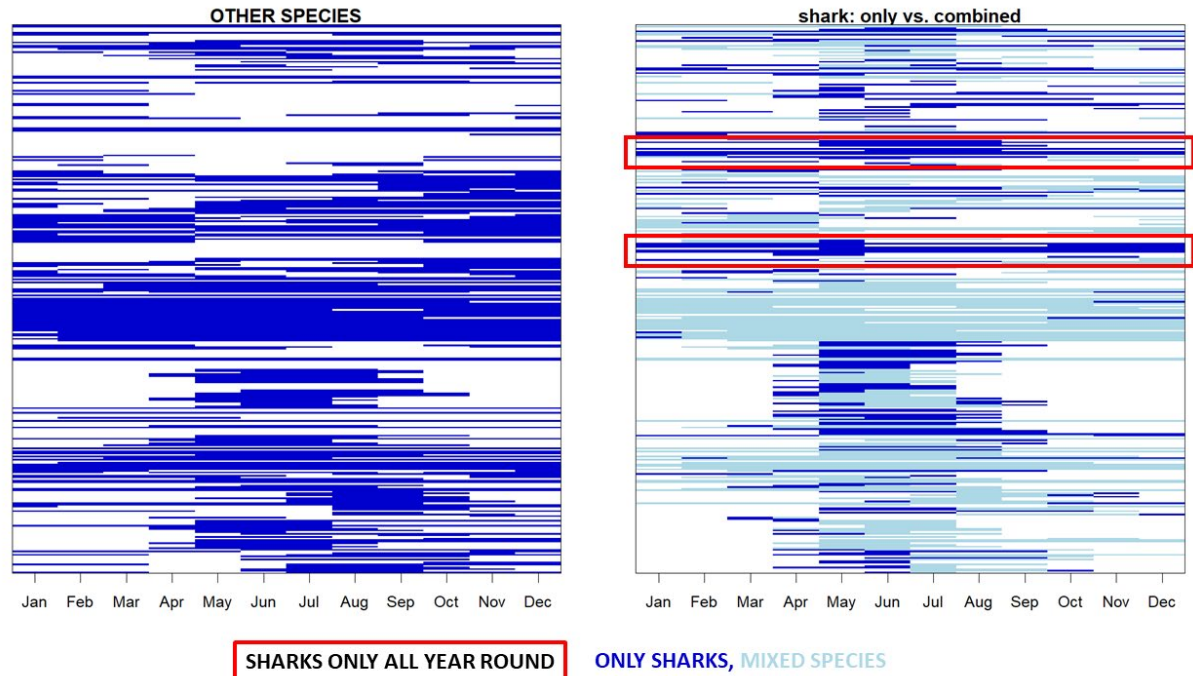 OTHER SPECIES
shark: only vs. combined
Jan Feb Mar Apr May Jun Jul Aug Sep Oct Nov Dec
Jan Feb Mar Apr May Jun Jul Aug Sep Oct Nov Dec
SHARKS ONLY ALL YEAR ROUND
ONLY SHARKS, MIXED SPECIES